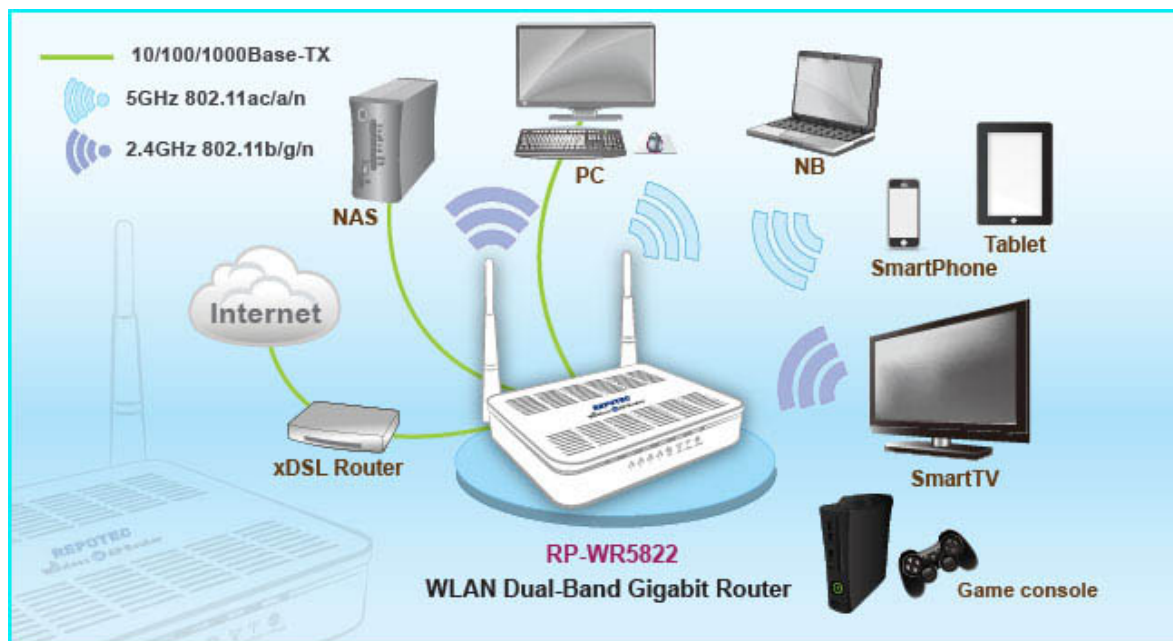 10/100/1000Base-TX
5GHz 802.11ac/a/n
2.4GHz 802.11b/g/n
NAS
PC
NB
SmartPhone
Tablet
Internet
xDSL Router
REPOTEC
SmartTV
REPOTEC
RP-WR5822
WLAN Dual-Band Gigabit Router
Game console